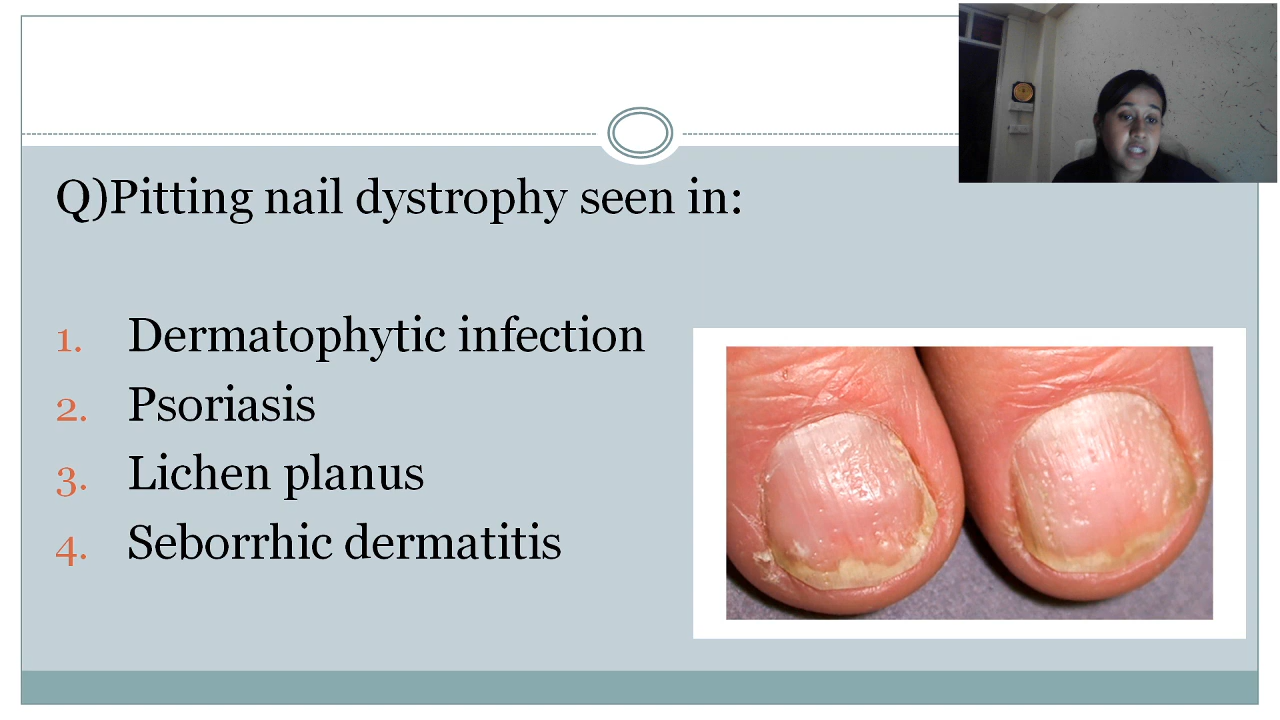 Q)Pitting nail dystrophy seen in:
1. Dermatophytic infection
2. Psoriasis
3. Lichen planus
4. Seborrhic dermatitis